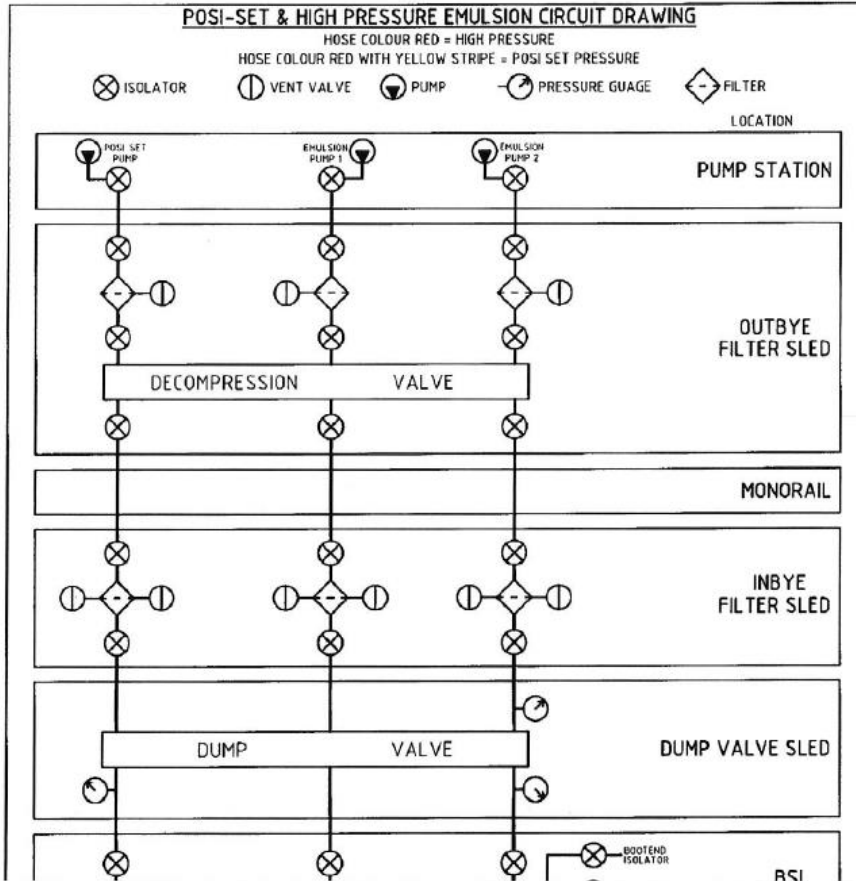 POSI-SET & HIGH PRESSURE EMULSION CIRCUIT DRAWING
HOSE COLOUR RED = HIGH PRESSURE
HOSE COLOUR RED WITH YELLOW STRIPE = POSI SET PRESSURE
ISOLATOR
VENT VALVE
PUMP
PRESSURE GUAGE
FILTER
LOCATION
POSI SET
PUMP
EMULSION
PUMP 1
EMULSION
PUMP 2
PUMP STATION
OUTBYE
FILTER SLED
DECOMPRESSION VALVE
MONORAIL
INBYE
FILTER SLED
DUMP VALVE
DUMP VALVE SLED
BOOTEND
ISOLATOR
BSL